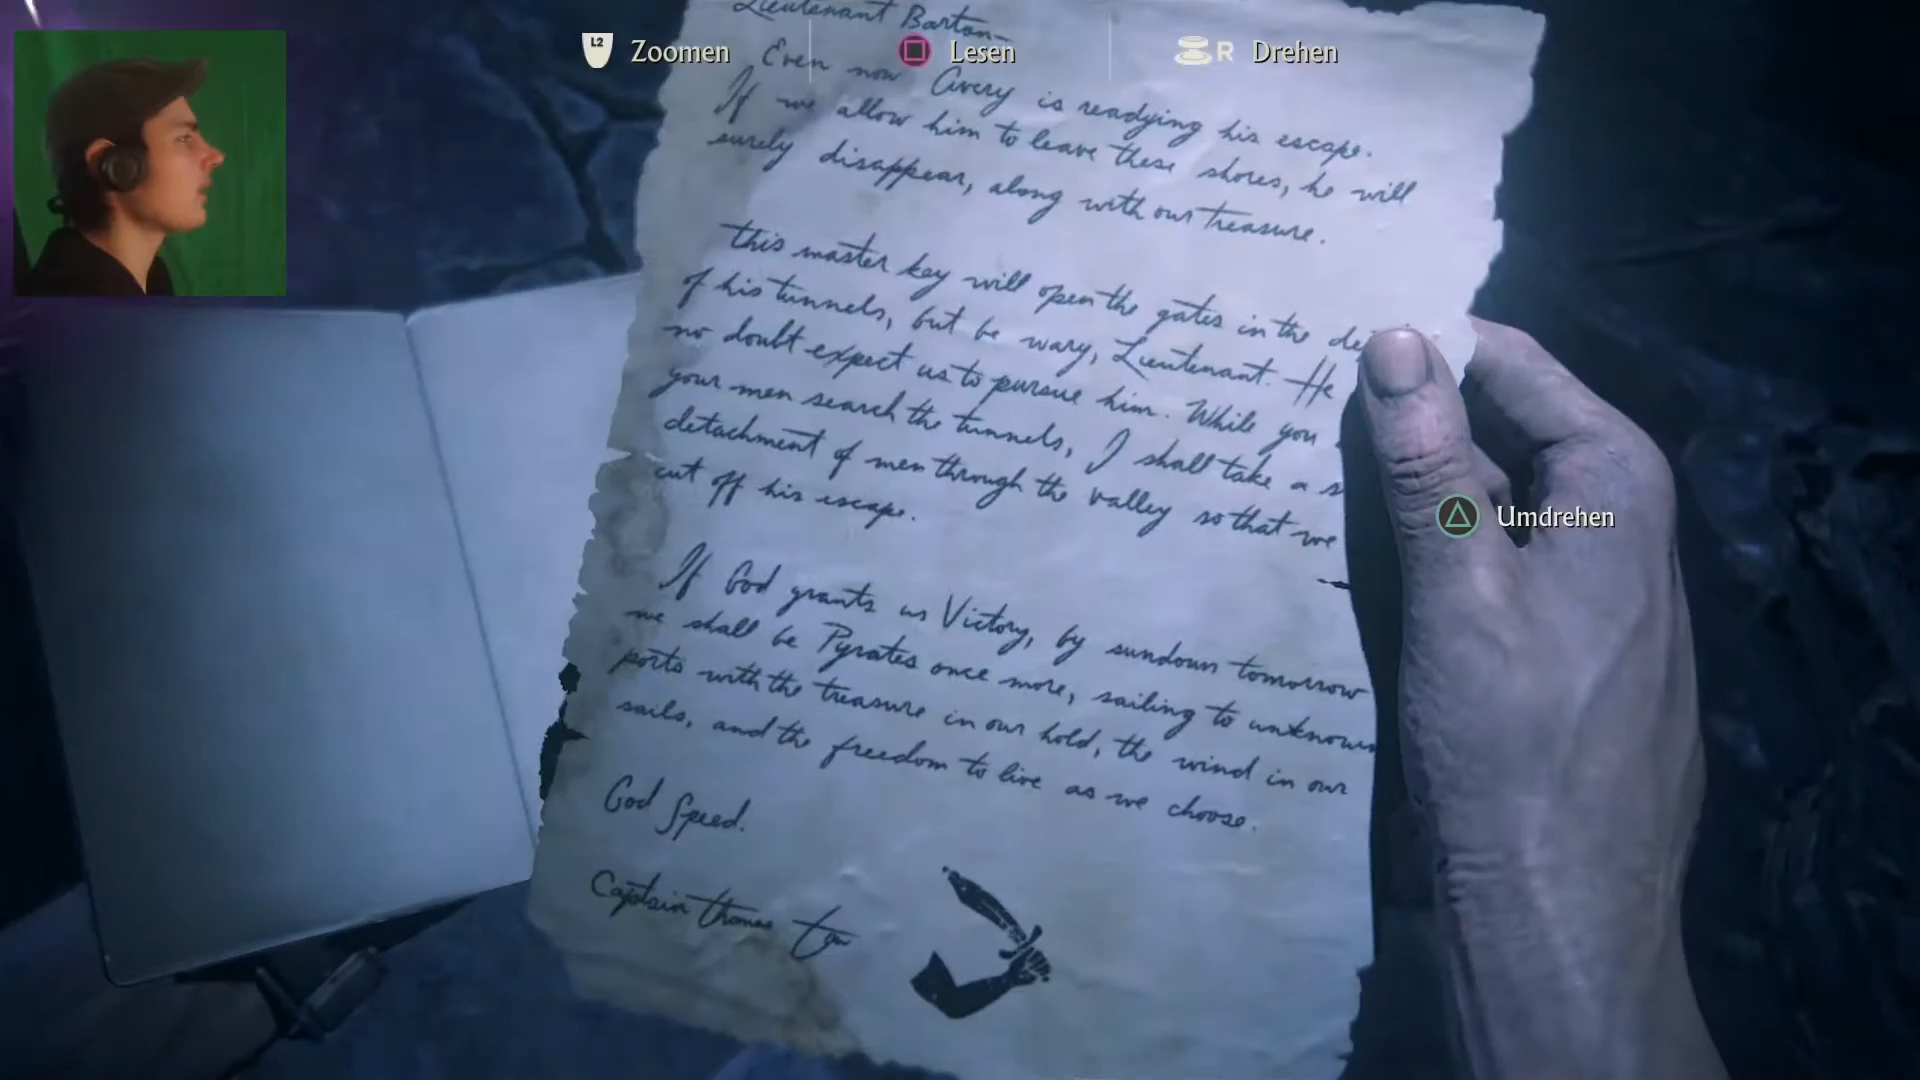 Lieutenant Barton-
L2 Zoomen Lesen R Drehen
Even now Avery is readying his escape.
If we allow him to leave these shores, he will
surely disappear, along with our treasure.
this master key will open the gates in the
of his tunnels, but be wary, Lieutenant. He
no doubt expect us to pursue him. While you
your men search the tunnels, I shall take a
detachment of men through the valley so that we
cut off his escape.
Umdrehen
If God grants us Victory, by sundown tomorrow
we shall be Pyrates once more, sailing to unknown
ports with the treasure in our hold, the wind in our
sails, and the freedom to live as we choose.
God Speed.
Captain Thomas Tew